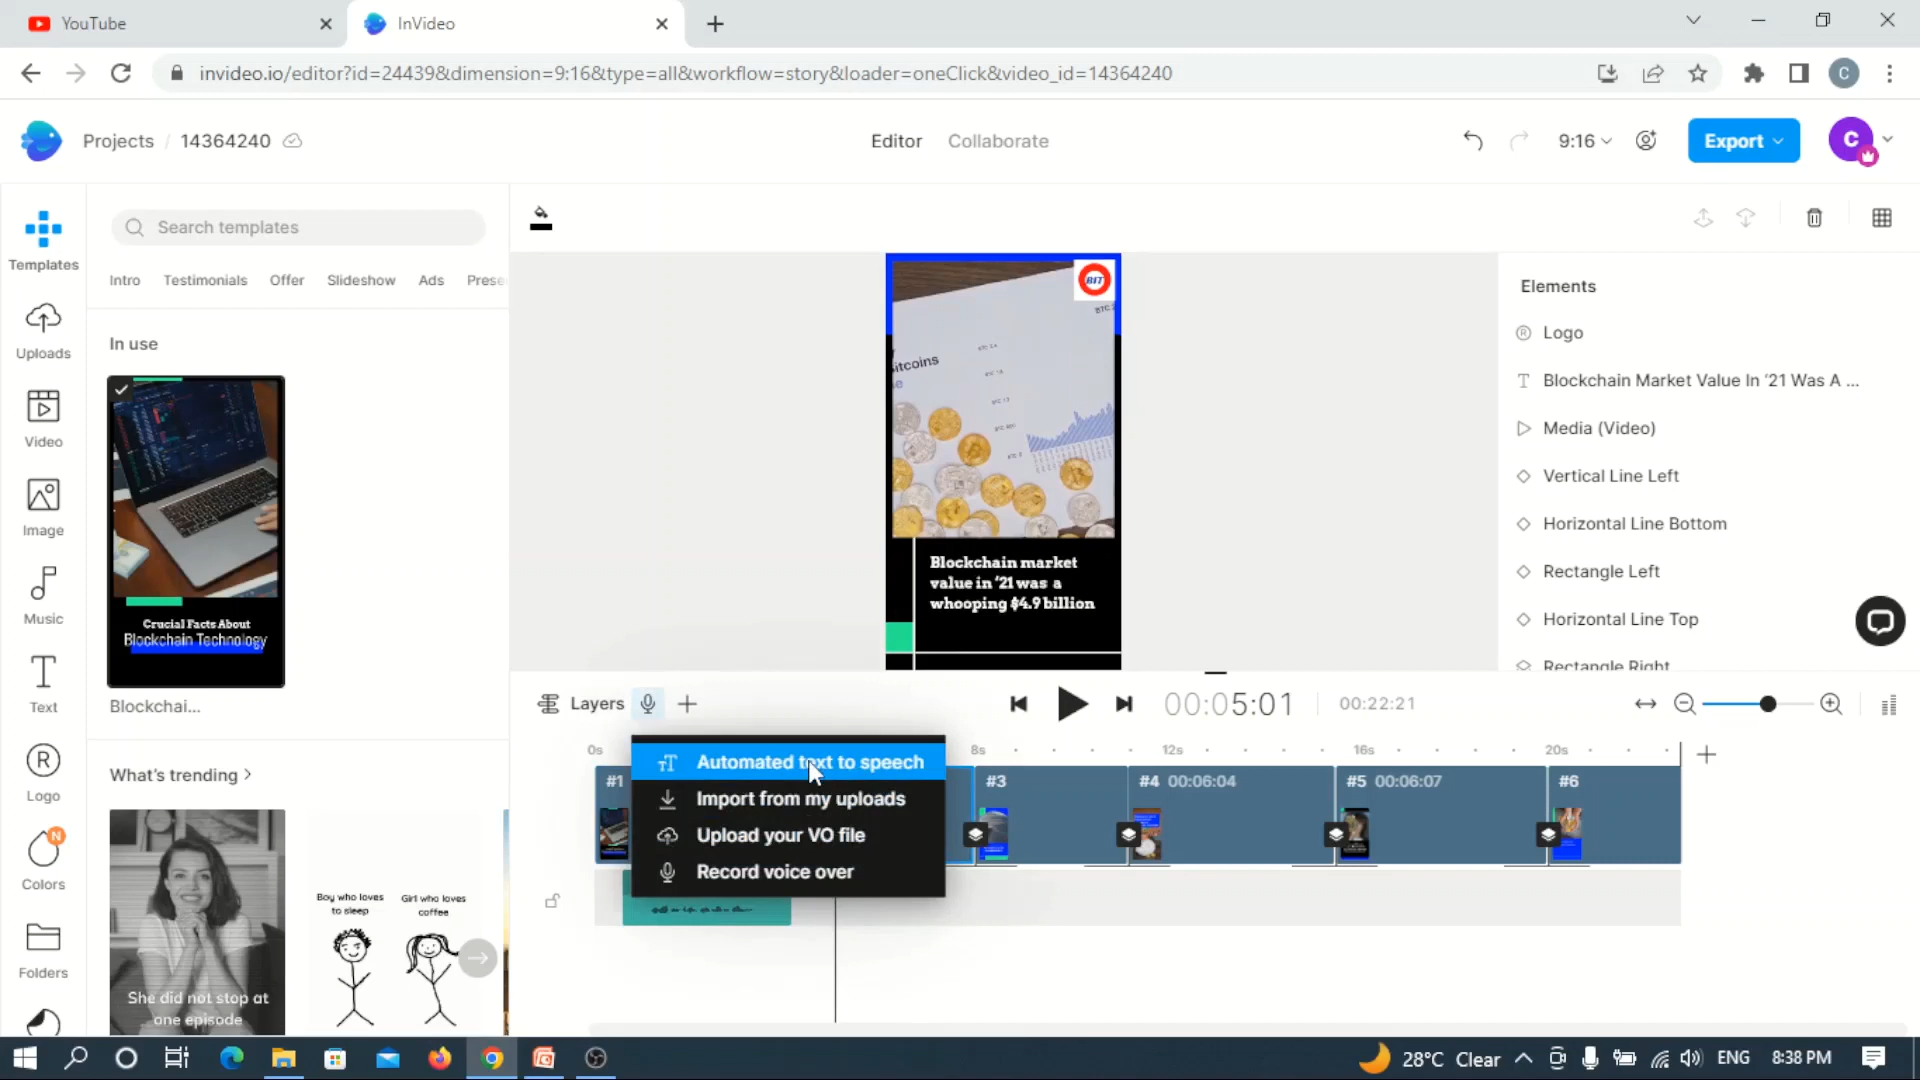 YouTube
InVideo
invideo.io/editor?id=24439&dimension=9:16&type=all&workflow=story&loader=oneClick&video_id=14364240
C
Projects / 14364240
Editor
Collaborate
9:16
Export
C
Templates
Uploads
Video
Image
Music
Text
Logo
N
Colors
Folders
Search templates
Intro
Testimonials
Offer
Slideshow
Ads
Prese
In use
Crucial Facts About
Blockchain Technology
Blockchai...
What's trending >
She did not stop at
one episode
Boy who loves
to sleep
Girl who loves
coffee
BIT
BTC
itcoins
Blockchain market
value in '21 was a
whooping $4.9 billion
Elements
Logo
Blockchain Market Value In '21 Was A ...
Media (Video)
Vertical Line Left
Horizontal Line Bottom
Rectangle Left
Horizontal Line Top
Rectangle Right
Layers
00:05:01
00:22:21
0s
8s
12s
16s
20s
Automated text to speech
Import from my uploads
Upload your VO file
Record voice over
#1
#3
#4 00:06:04
#5 00:06:07
#6
28°C Clear
ENG
8:38 PM